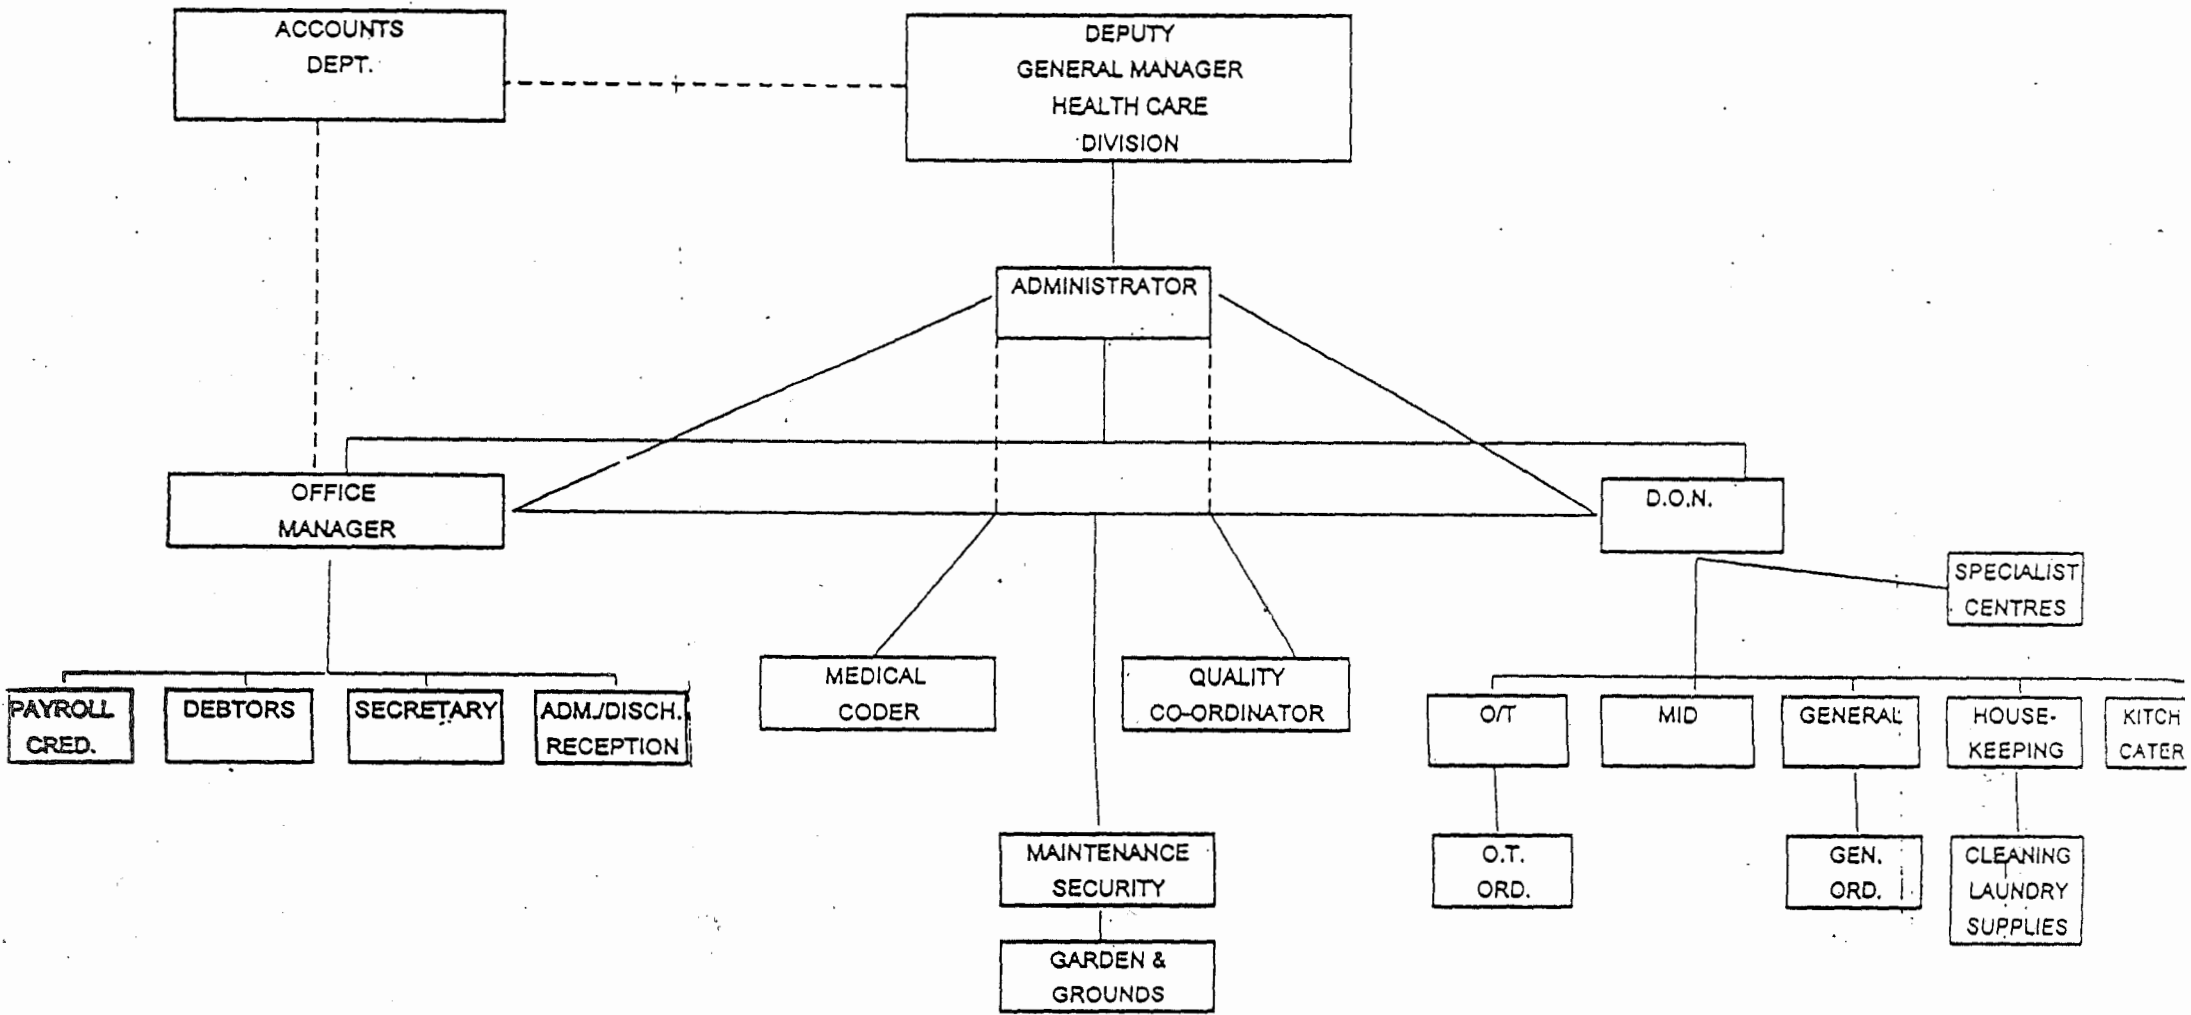 ACCOUNTS
DEPT.
DEPUTY
GENERAL MANAGER
HEALTH CARE
DIVISION
ADMINISTRATOR
OFFICE
MANAGER
D.O.N.
SPECIALIST
CENTRES
PAYROLL
CRED.
DEBTORS
SECRETARY
ADM./DISCH.
RECEPTION
MEDICAL
CODER
QUALITY
CO-ORDINATOR
O/T
MID
GENERAL
HOUSE-
KEEPING
KITCH
CATER
O.T.
ORD.
GEN.
ORD.
CLEANING
LAUNDRY
SUPPLIES
MAINTENANCE
SECURITY
GARDEN &
GROUNDS